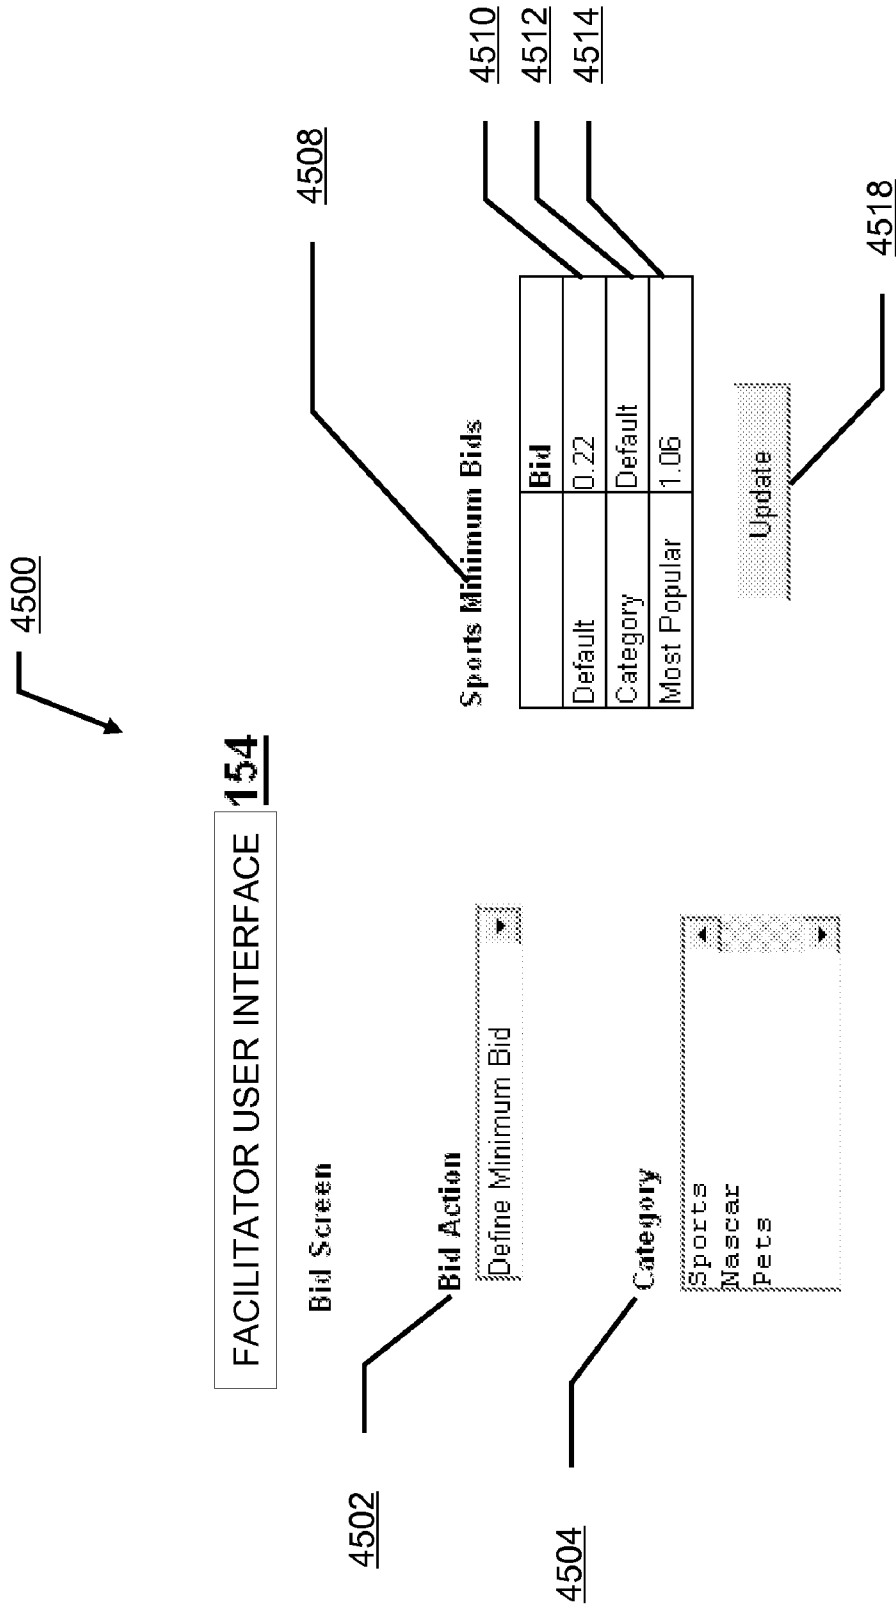 4500
FACILITATOR USER INTERFACE 154
Bid Screen
4502
Bid Action
Define Minimum Bid
4504
Category
Sports
Nascar
Pets
4508
Sports Minimum Bids
Bid
Default 0.22
Category Default
Most Popular 1.06
4510
4512
4514
Update
4518